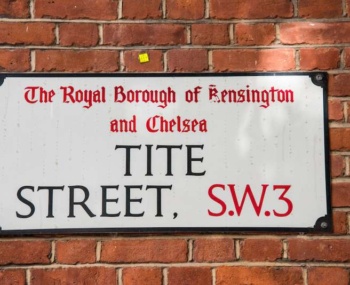 The Royal Borough of Kensington
and Chelsea
TITE
STREET, S.W.3